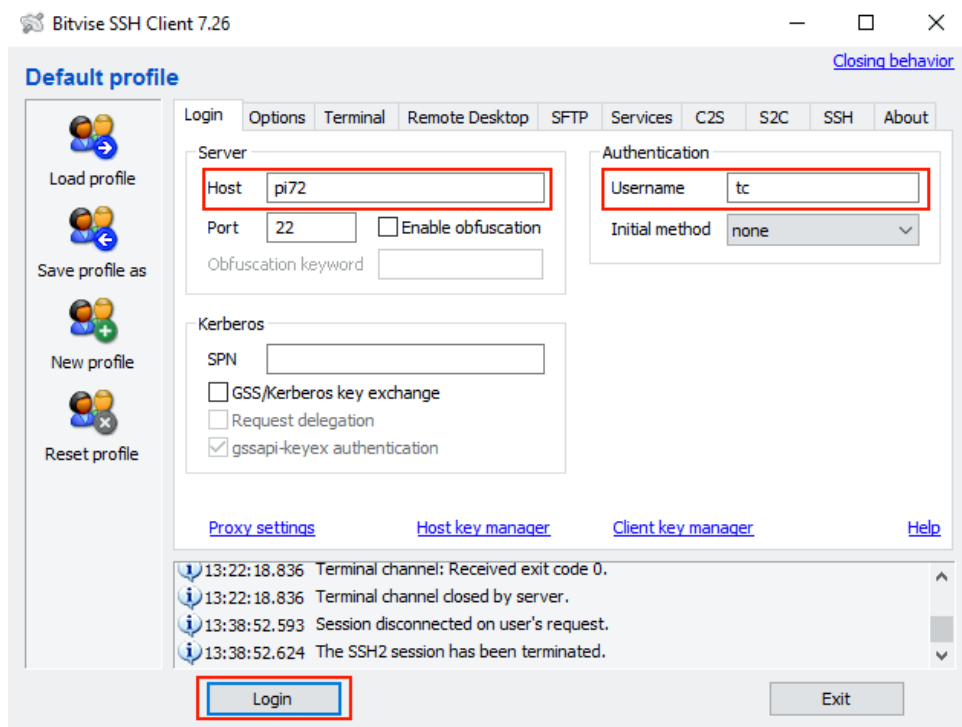 Bitvise SSH Client 7.26
Closing behavior
Default profile
Load profile
Save profile as
New profile
Reset profile
Login Options Terminal Remote Desktop SFTP Services C2S S2C SSH About
Server
Host pi72
Port 22 Enable obfuscation
Obfuscation keyword
Authentication
Username tc
Initial method none
Kerberos
SPN
GSS/Kerberos key exchange
Request delegation
gssapi-keyex authentication
Proxy settings Host key manager Client key manager Help
13:22:18.836 Terminal channel: Received exit code 0.
13:22:18.836 Terminal channel closed by server.
13:38:52.593 Session disconnected on user's request.
13:38:52.624 The SSH2 session has been terminated.
Login Exit